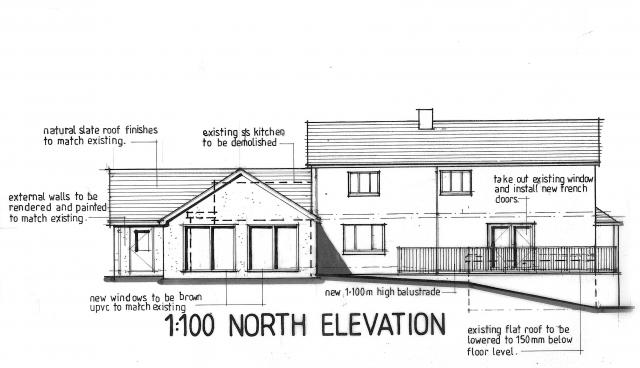 natural slate roof finishes
to match existing.
existing s/s kitchen
to be demolished
external walls to be
rendered and painted
to match existing.
take out existing window
and install new french
doors.
new windows to be brown
upvc to match existing
new 1·100m high balustrade
1:100 NORTH ELEVATION
existing flat roof to be
lowered to 150mm below
floor level.